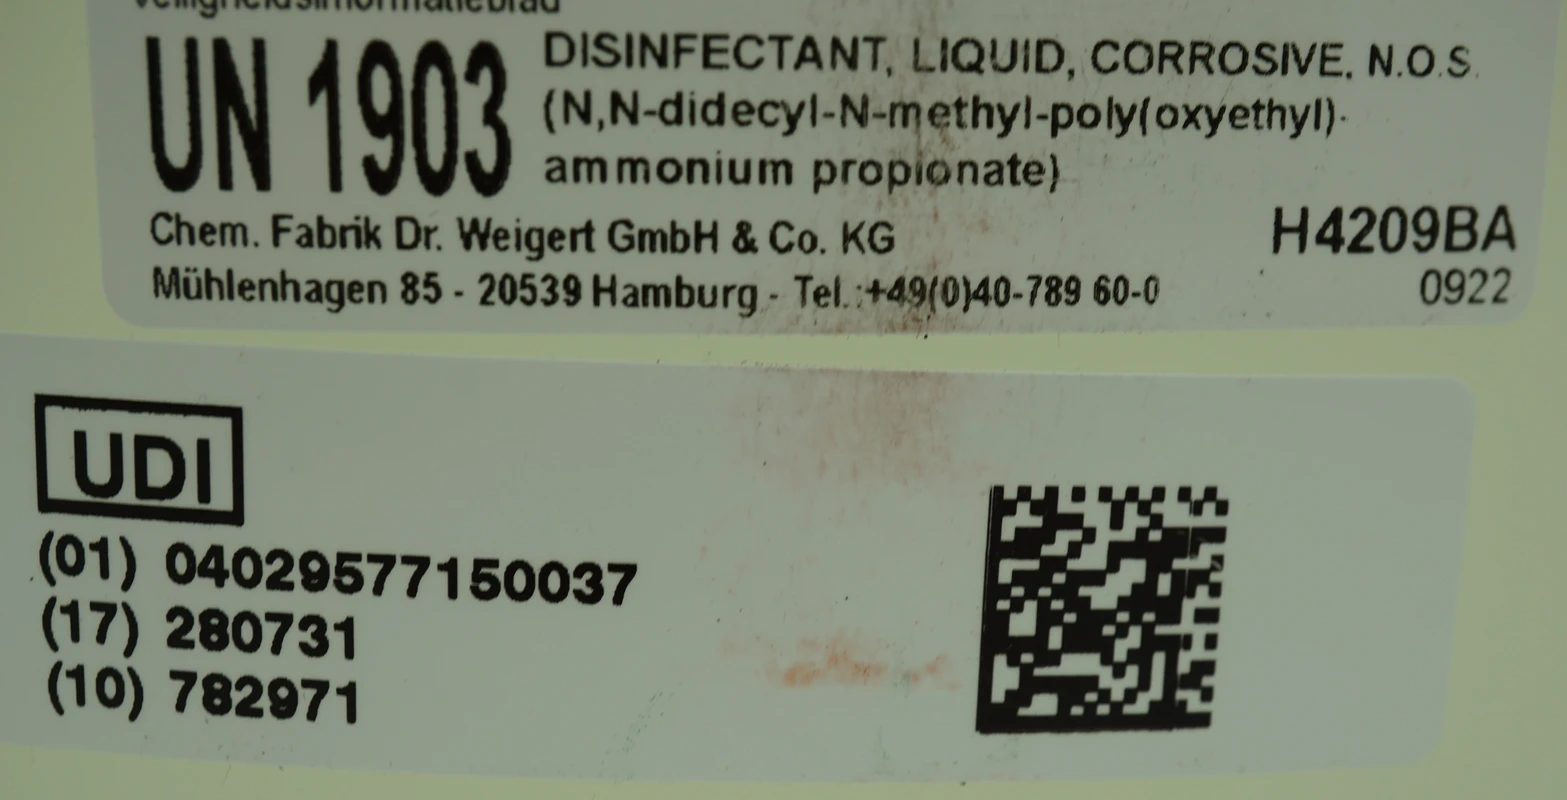 veiligheidsinformatieblad
UN 1903
DISINFECTANT, LIQUID, CORROSIVE, N.O.S.
(N,N-didecyl-N-methyl-poly(oxyethyl)-
ammonium propionate)
Chem. Fabrik Dr. Weigert GmbH & Co. KG
Mühlenhagen 85 - 20539 Hamburg - Tel.:+49(0)40-789 60-0
H4209BA
0922
UDI
(01) 04029577150037
(17) 280731
(10) 782971